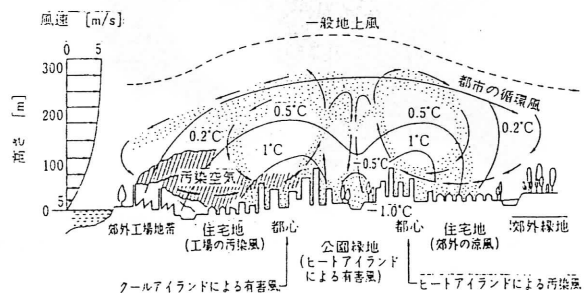 風速 [m/s]
0 5
一般地上風
300
200
100
50
0
高さ [m]
都市の循環風
0.2℃
0.5℃
1℃
-0.5℃
0.5℃
1℃
0.2℃
汚染空気
-1.0℃
郊外工場地帯
住宅地
(工場の汚染風)
都心
公園緑地
(ヒートアイランド
による有害風)
都心
住宅地
(郊外の涼風)
郊外緑地
クールアイランドによる有害風
ヒートアイランドによる汚染風